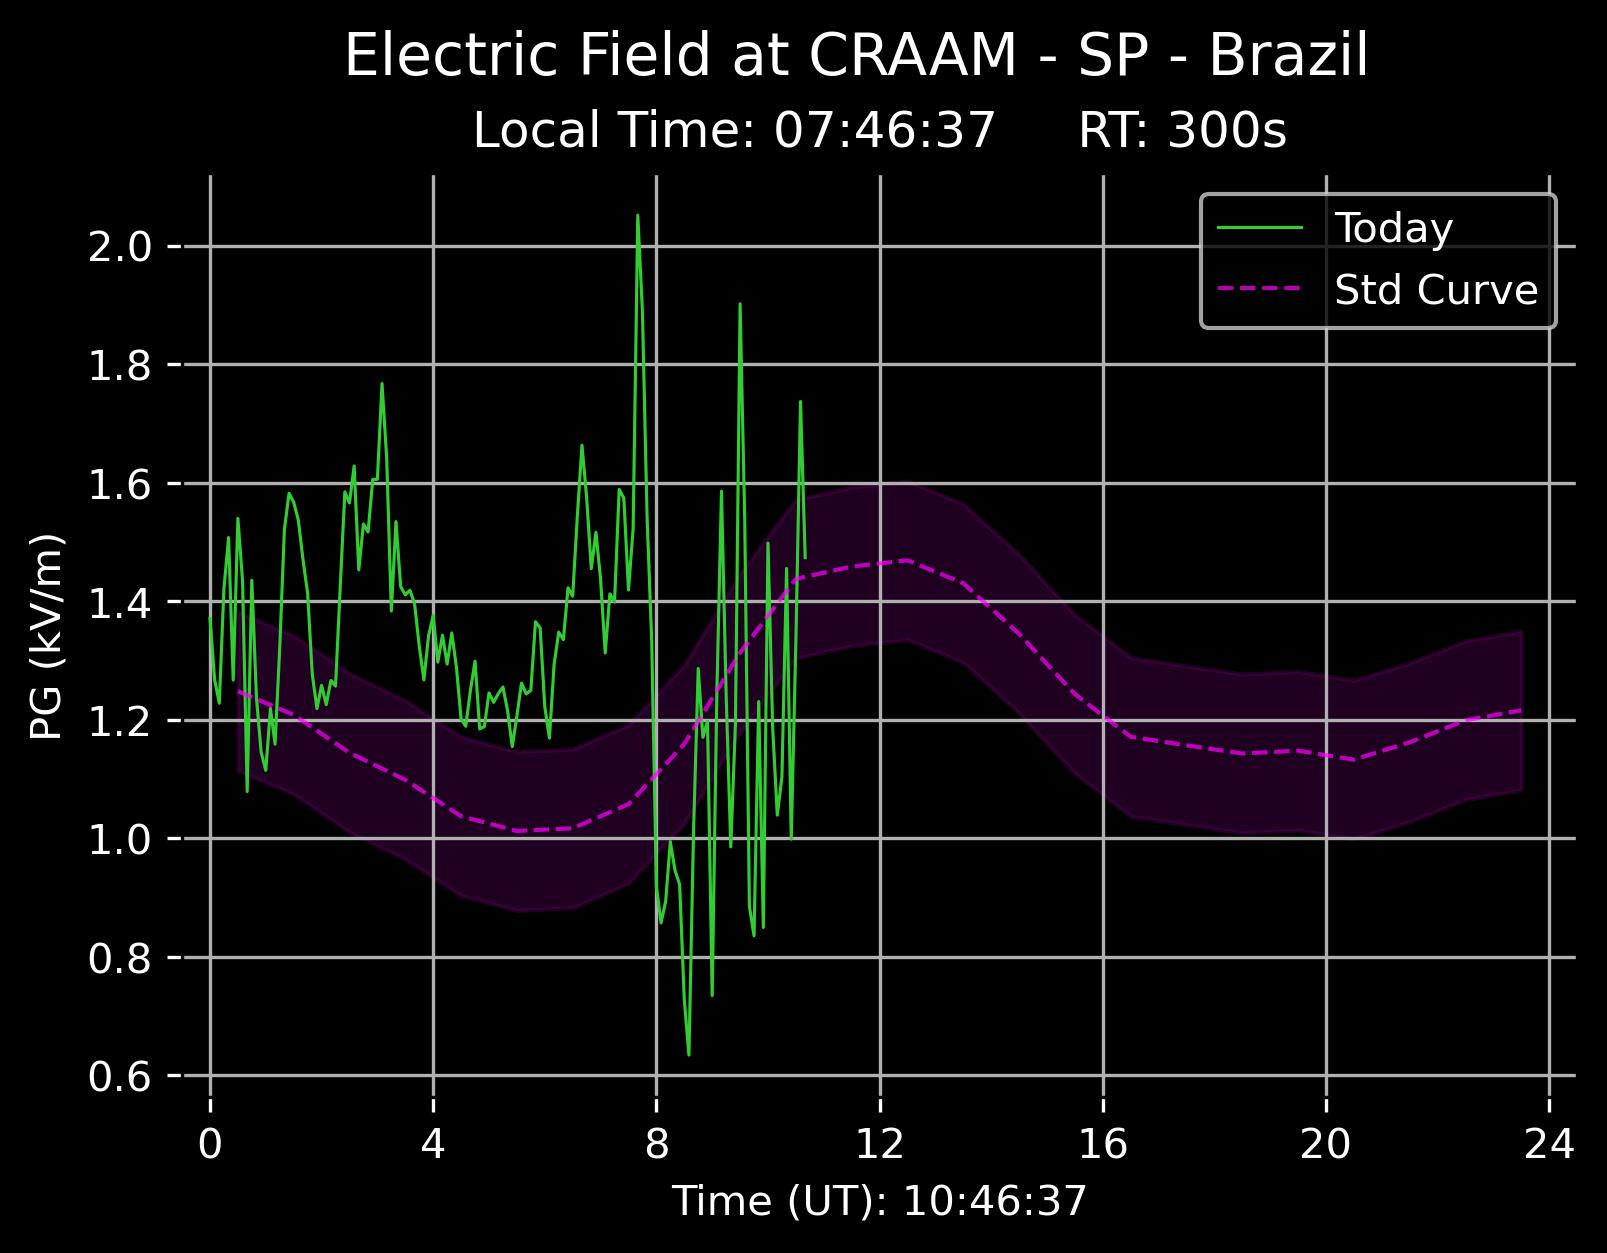 Electric Field at CRAAM - SP - Brazil
Local Time: 07:46:37 RT: 300s
Today
Std Curve
PG (kV/m)
2.0
1.8
1.6
1.4
1.2
1.0
0.8
0.6
0 4 8 12 16 20 24
Time (UT): 10:46:37